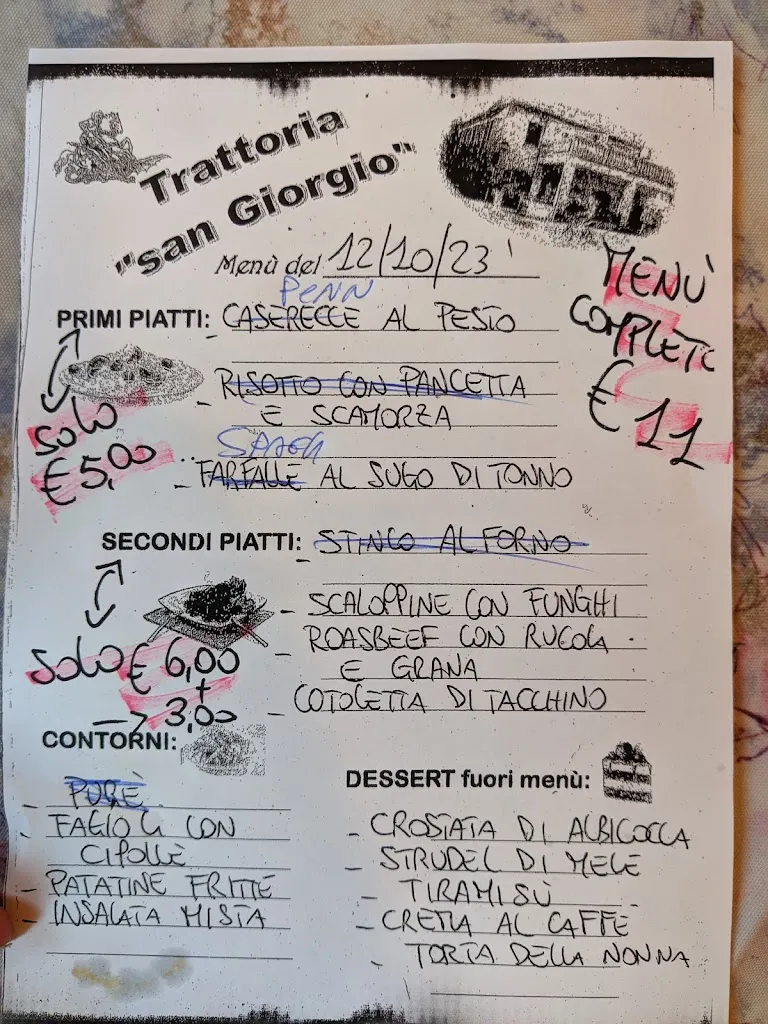 Trattoria
"san Giorgio"
Menù del 12/10/23
MENÙ
COMPLETO
€ 11
PENN
PRIMI PIATTI: CASERECCE AL PESTO
- RISOTTO CON PANCETTA
E SCAMORZA
SOLO
€ 5,00
SPAGH
- FARFALLE AL SUGO DI TONNO
SECONDI PIATTI: - STINCO AL FORNO
- SCALOPPINE CON FUNGHI
- ROASBEEF CON RUCOLA
E GRANA
- COTOLETTA DI TACCHINO
SOLO € 6,00
+
→ 3,00
CONTORNI:
- PURÈ
- FAGIOLI CON
CIPOLLE
- PATATINE FRITTE
- INSALATA MISTA
DESSERT fuori menù:
- CROSTATA DI ALBICOCCA
- STRUDEL DI MELE
- TIRAMISÙ
- CREMA AL CAFFÈ
- TORTA DELLA NONNA